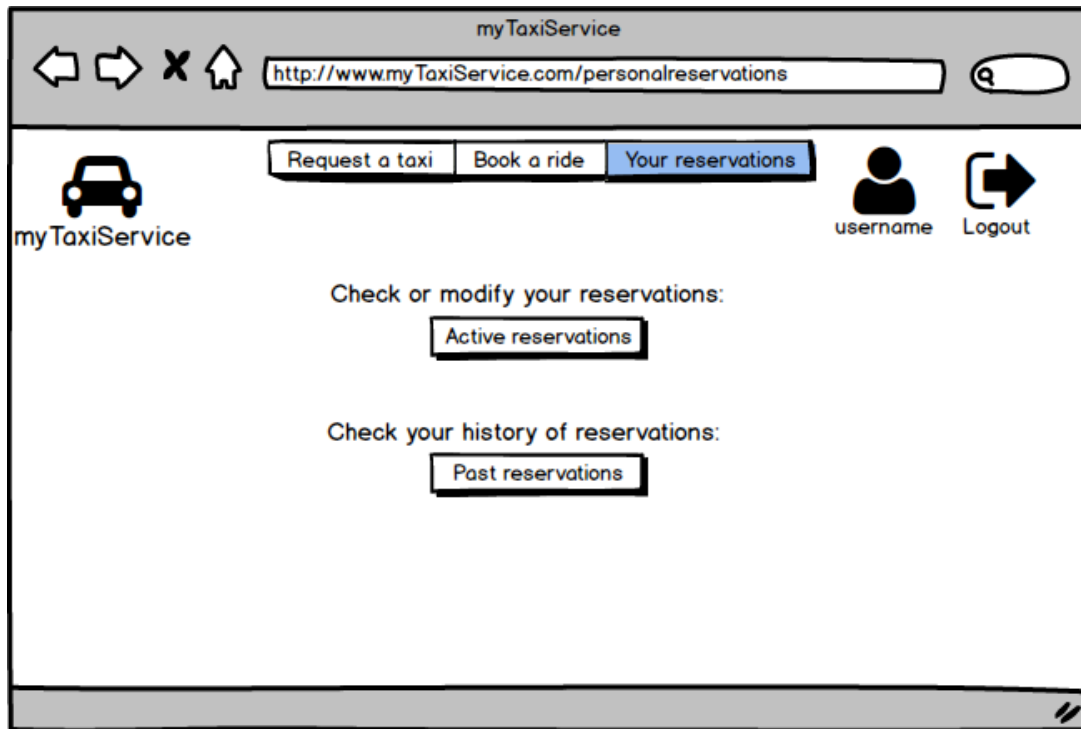 myTaxiService
http://www.myTaxiService.com/personalreservations
Request a taxi Book a ride Your reservations
myTaxiService
username Logout
Check or modify your reservations:
Active reservations
Check your history of reservations:
Past reservations